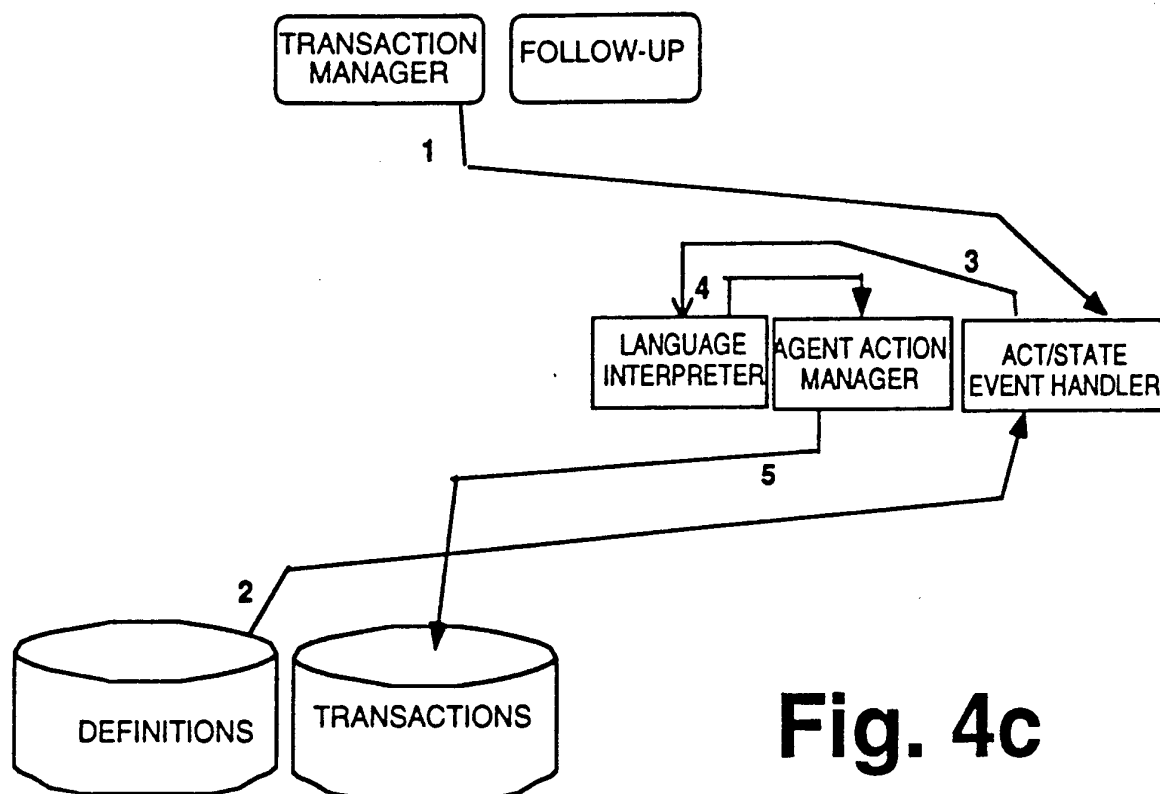 TRANSACTION
MANAGER
FOLLOW-UP
1
3
4
LANGUAGE
INTERPRETER
AGENT ACTION
MANAGER
ACT/STATE
EVENT HANDLER
5
2
DEFINITIONS
TRANSACTIONS
Fig. 4c